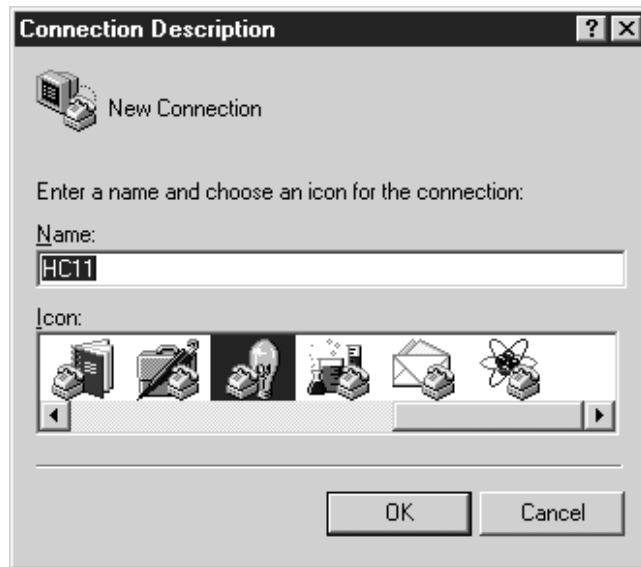 Connection Description
New Connection
Enter a name and choose an icon for the connection:
Name:
HC11
Icon:
OK Cancel